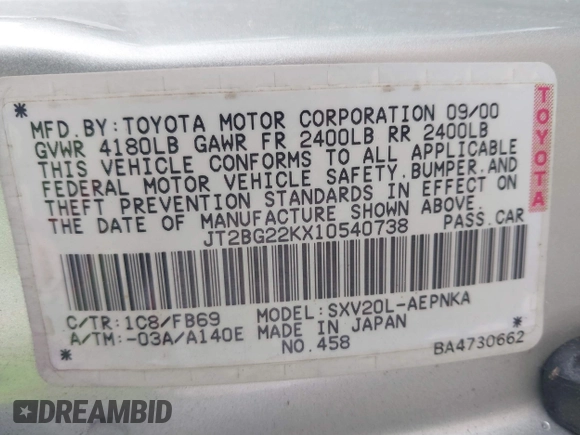 MFD.BY:TOYOTA MOTOR CORPORATION 09/00
GVWR 4180LB GAWR FR 2400LB RR 2400LB
THIS VEHICLE CONFORMS TO ALL APPLICABLE
FEDERAL MOTOR VEHICLE SAFETY,BUMPER,AND
THEFT PREVENTION STANDARDS IN EFFECT ON
THE DATE OF MANUFACTURE SHOWN ABOVE.
JT2BG22KX10540738 PASS.CAR
TOYOTA
C/TR:1C8/FB69 MODEL:SXV20L-AEPNKA
A/TM:-03A/A140E MADE IN JAPAN
NO.458 BA4730662
DREAMBID